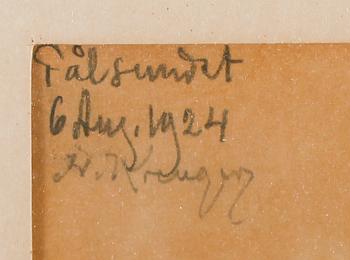 Fålsundet
6 Aug. 1924
Kreuger